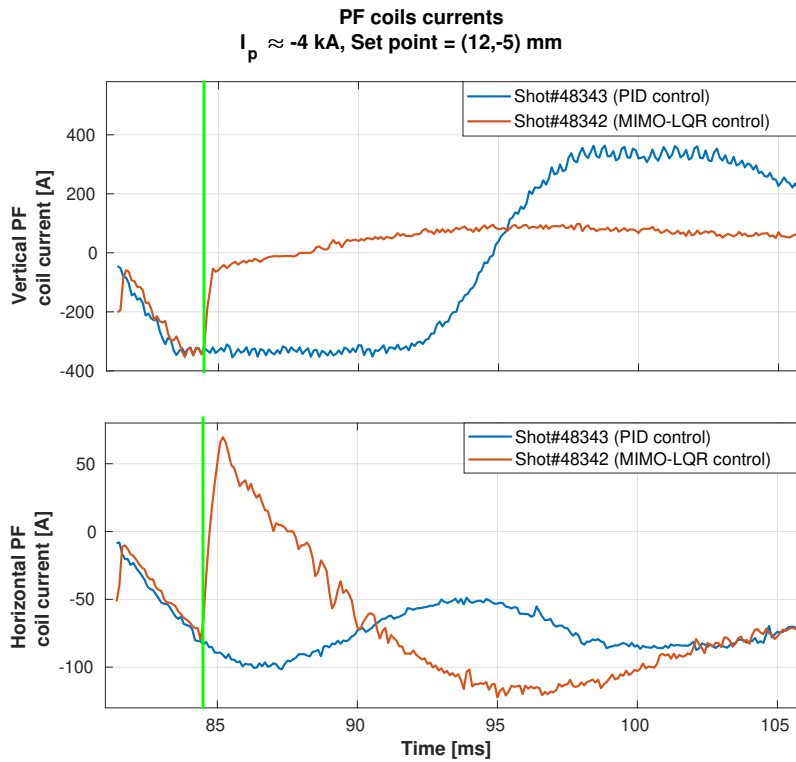 PF coils currents
I_p ≈ -4 kA, Set point = (12,-5) mm
Shot#48343 (PID control)
Shot#48342 (MIMO-LQR control)
400
200
0
-200
-400
Vertical PF
coil current [A]
Shot#48343 (PID control)
Shot#48342 (MIMO-LQR control)
50
0
-50
-100
Horizontal PF
coil current [A]
85
90
95
100
105
Time [ms]